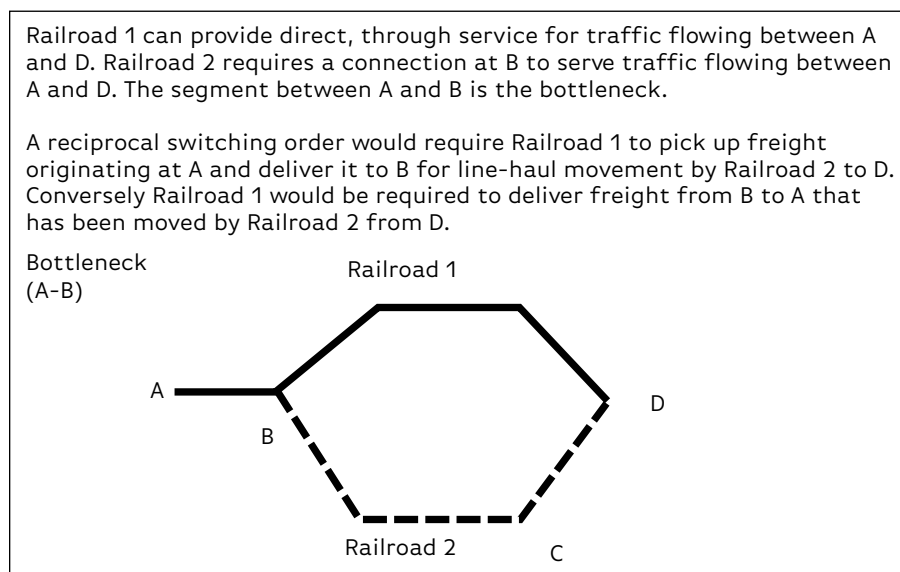 Railroad 1 can provide direct, through service for traffic flowing between A
and D. Railroad 2 requires a connection at B to serve traffic flowing between
A and D. The segment between A and B is the bottleneck.
A reciprocal switching order would require Railroad 1 to pick up freight
originating at A and deliver it to B for line-haul movement by Railroad 2 to D.
Conversely Railroad 1 would be required to deliver freight from B to A that
has been moved by Railroad 2 from D.
Bottleneck
(A-B)
Railroad 1
A
D
B
Railroad 2
C